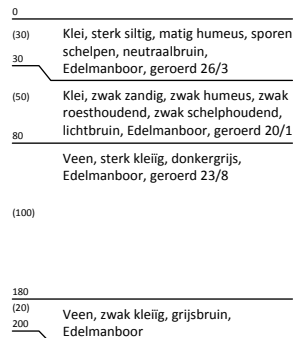 0
(30) Klei, sterk siltig, matig humeus, sporen
schelpen, neutraalbruin,
30 Edelmanboor, geroerd 26/3
(50) Klei, zwak zandig, zwak humeus, zwak
roesthoudend, zwak schelphoudend,
lichtbruin, Edelmanboor, geroerd 20/1
80
Veen, sterk kleiïg, donkergrijs,
Edelmanboor, geroerd 23/8
(100)
180
(20) Veen, zwak kleiïg, grijsbruin,
200 Edelmanboor